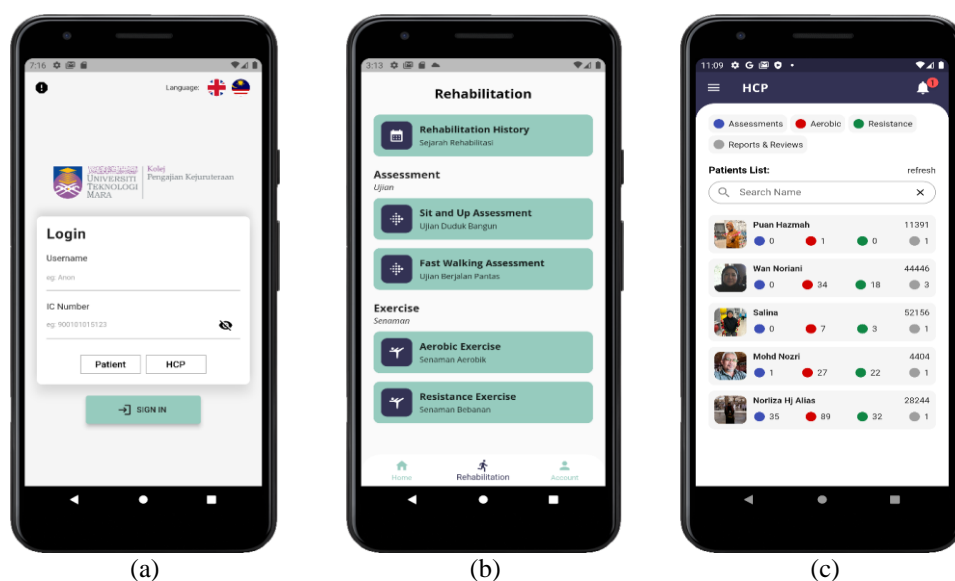 7:16
Language:
UNIVERSITI
TEKNOLOGI
MARA
Kolej
Pengajian Kejuruteraan
Login
Username
eg: Anon
IC Number
eg: 900101015123
Patient
HCP
SIGN IN
(a)
3:13
Rehabilitation
Rehabilitation History
Sejarah Rehabilitasi
Assessment
Ujian
Sit and Up Assessment
Ujian Duduk Bangun
Fast Walking Assessment
Ujian Berjalan Pantas
Exercise
Senaman
Aerobic Exercise
Senaman Aerobik
Resistance Exercise
Senaman Bebanan
Home
Rehabilitation
Account
(b)
11:09 G
HCP
1
Assessments Aerobic Resistance
Reports & Reviews
Patients List: refresh
Search Name
Puan Hazmah 11391
0 1 0 1
Wan Noriani 44446
0 34 18 3
Salina 52156
0 7 3 1
Mohd Nozri 4404
1 27 22 1
Noriiza Hj Alias 28244
35 89 32 1
(c)